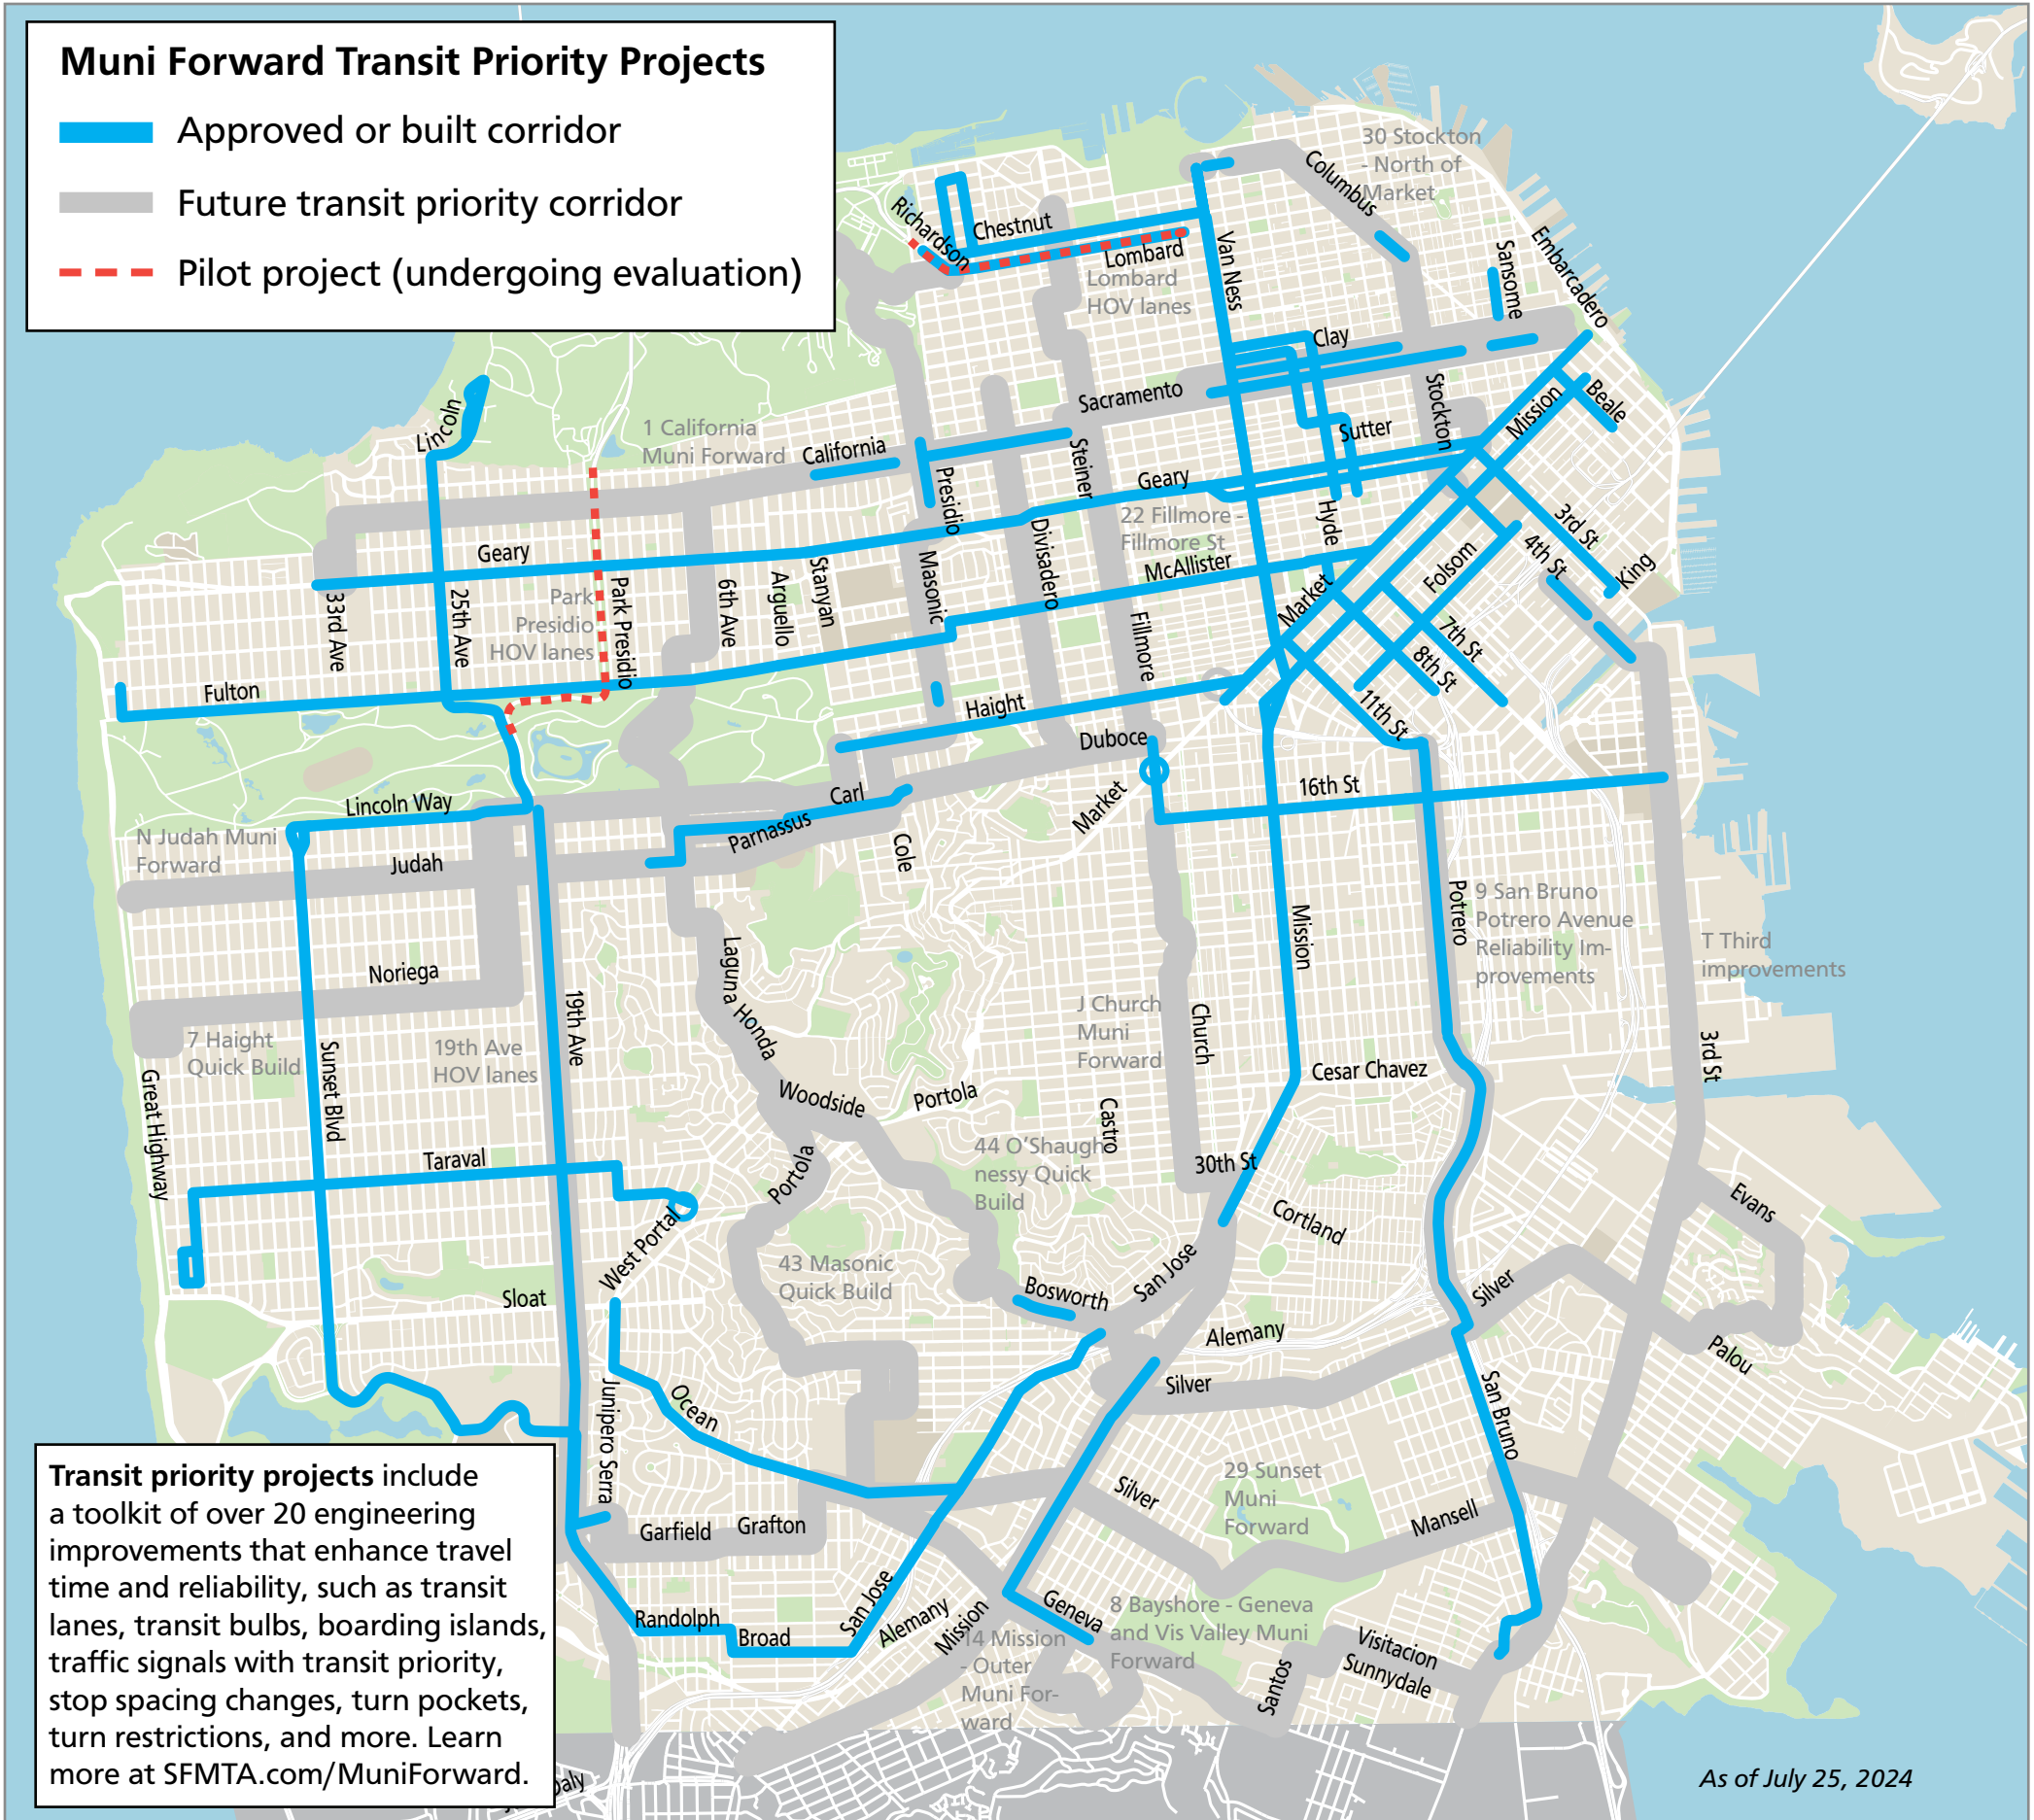 Muni Forward Transit Priority Projects
Approved or built corridor
Future transit priority corridor
Pilot project (undergoing evaluation)
30 Stockton
- North of
Market
Columbus
Richardson
Chestnut
Lombard
Lombard
HOV lanes
Van Ness
Sansome
Embarcadero
Clay
Sacramento
Stockton
Beale
Mission
Sutter
Lincoln
1 California
Muni Forward
California
Presidio
Steiner
Geary
22 Fillmore -
Fillmore St
Hyde
3rd St
4th St
King
Folsom
Geary
Stanyan
Masonic
Divisadero
McAllister
Market
7th St
8th St
11th St
33rd Ave
25th Ave
Park
Presidio
HOV lanes
Park Presidio
6th Ave
Arguello
Fillmore
Fulton
Haight
Duboce
Lincoln Way
Carl
Market
16th St
N Judah Muni
Forward
Judah
Parnassus
Cole
Mission
Potrero
9 San Bruno
Potrero Avenue
Reliability Im-
provements
T Third
improvements
Noriega
Laguna Honda
19th Ave
J Church
Muni
Forward
Church
7 Haight
Quick Build
19th Ave
HOV lanes
Sunset Blvd
Great Highway
Woodside
Portola
Castro
Cesar Chavez
3rd St
Taraval
Portola
44 O'Shaugh
nessy Quick
Build
30th St
Cortland
Evans
West Portal
43 Masonic
Quick Build
Bosworth
San Jose
Silver
Sloat
Alemany
Palou
Junipero Serra
Ocean
Silver
San Bruno
Silver
29 Sunset
Muni
Forward
Mansell
Garfield
Grafton
Randolph
Broad
San Jose
Alemany
Mission
Geneva
8 Bayshore - Geneva
and Vis Valley Muni
Forward
14 Mission
- Outer
Muni For-
ward
Santos
Visitacion
Sunnydale
Transit priority projects include
a toolkit of over 20 engineering
improvements that enhance travel
time and reliability, such as transit
lanes, transit bulbs, boarding islands,
traffic signals with transit priority,
stop spacing changes, turn pockets,
turn restrictions, and more. Learn
more at SFMTA.com/MuniForward.
As of July 25, 2024